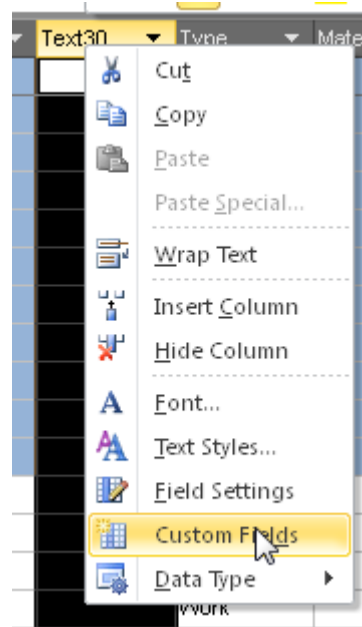 Text30 Type Mate
Cut
Copy
Paste
Paste Special...
Wrap Text
Insert Column
Hide Column
A Font...
Text Styles...
Field Settings
Custom Fields
Data Type
Work